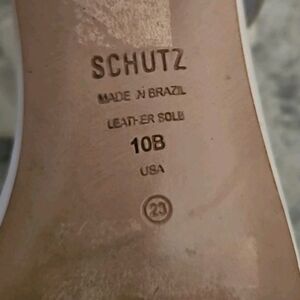 SCHUTZ
MADE IN BRAZIL
LEATHER SOLE
10B
USA
23